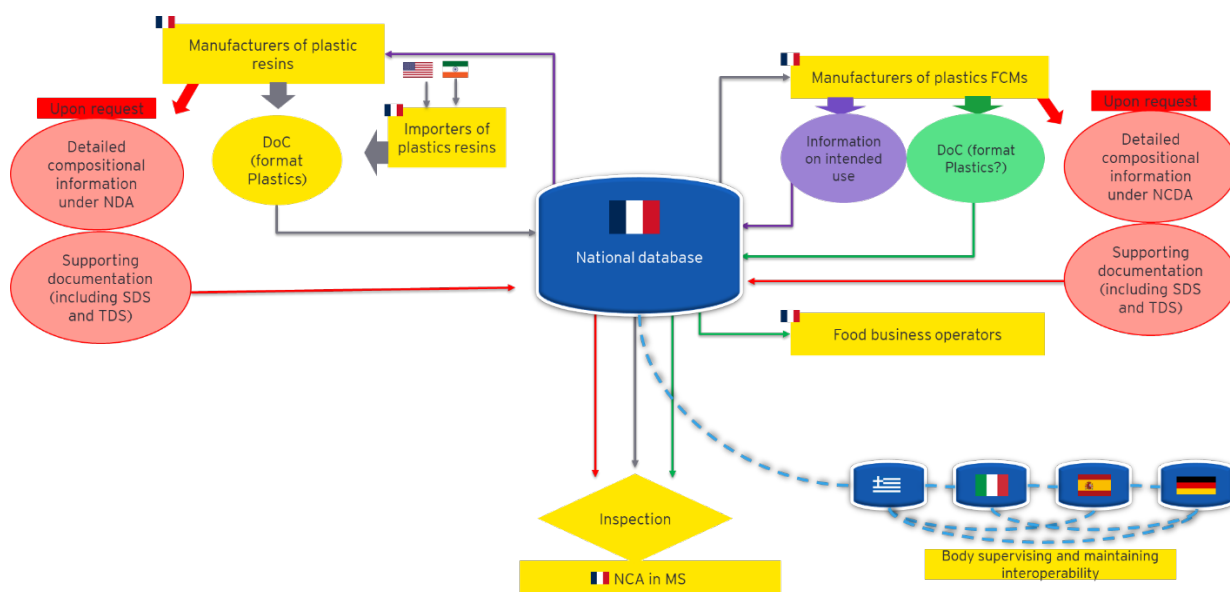 Manufacturers of plastic
resins
Upon request
Detailed
compositional
information
under NDA
Supporting
documentation
(including SDS
and TDS)
DoC
(format
Plastics)
Importers of
plastics resins
National database
Manufacturers of plastics FCMs
Information
on intended
use
DoC (format
Plastics?)
Upon request
Detailed
compositional
information
under NCDA
Supporting
documentation
(including SDS
and TDS)
Food business operators
Inspection
NCA in MS
Body supervising and maintaining
interoperability